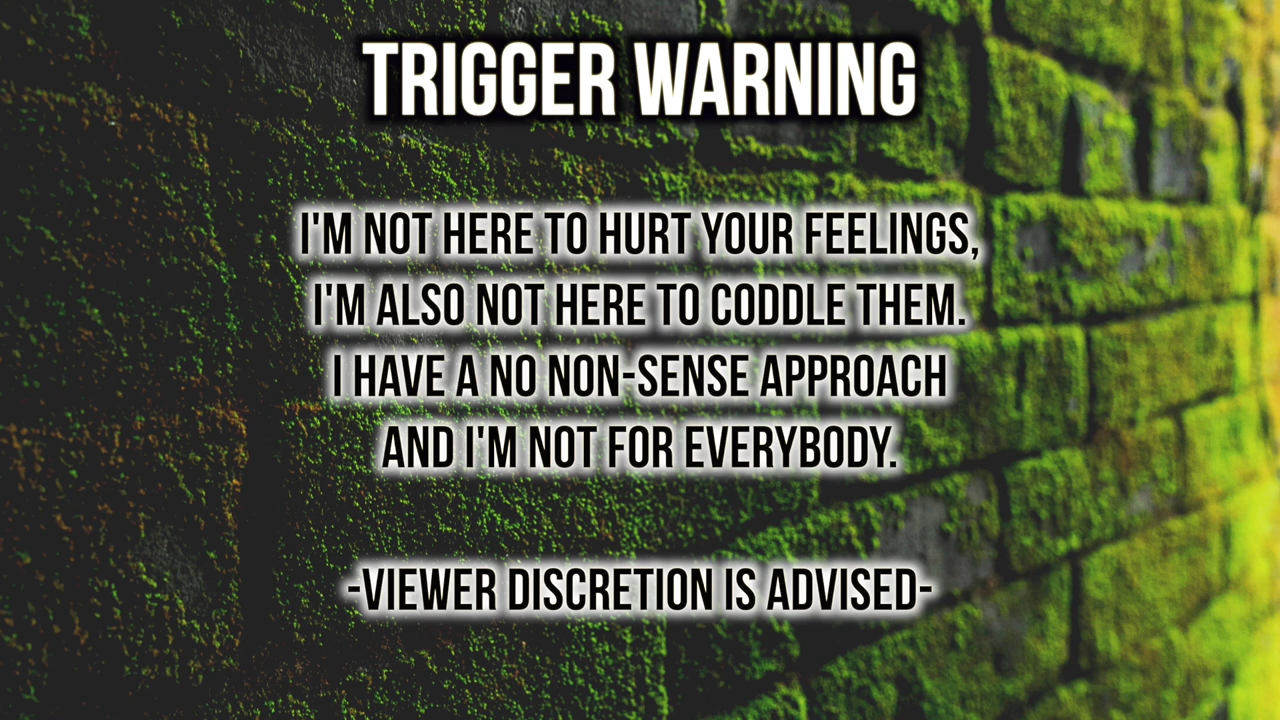 TRIGGER WARNING
I'M NOT HERE TO HURT YOUR FEELINGS,
I'M ALSO NOT HERE TO CODDLE THEM.
I HAVE A NO NON-SENSE APPROACH
AND I'M NOT FOR EVERYBODY.
-VIEWER DISCRETION IS ADVISED-